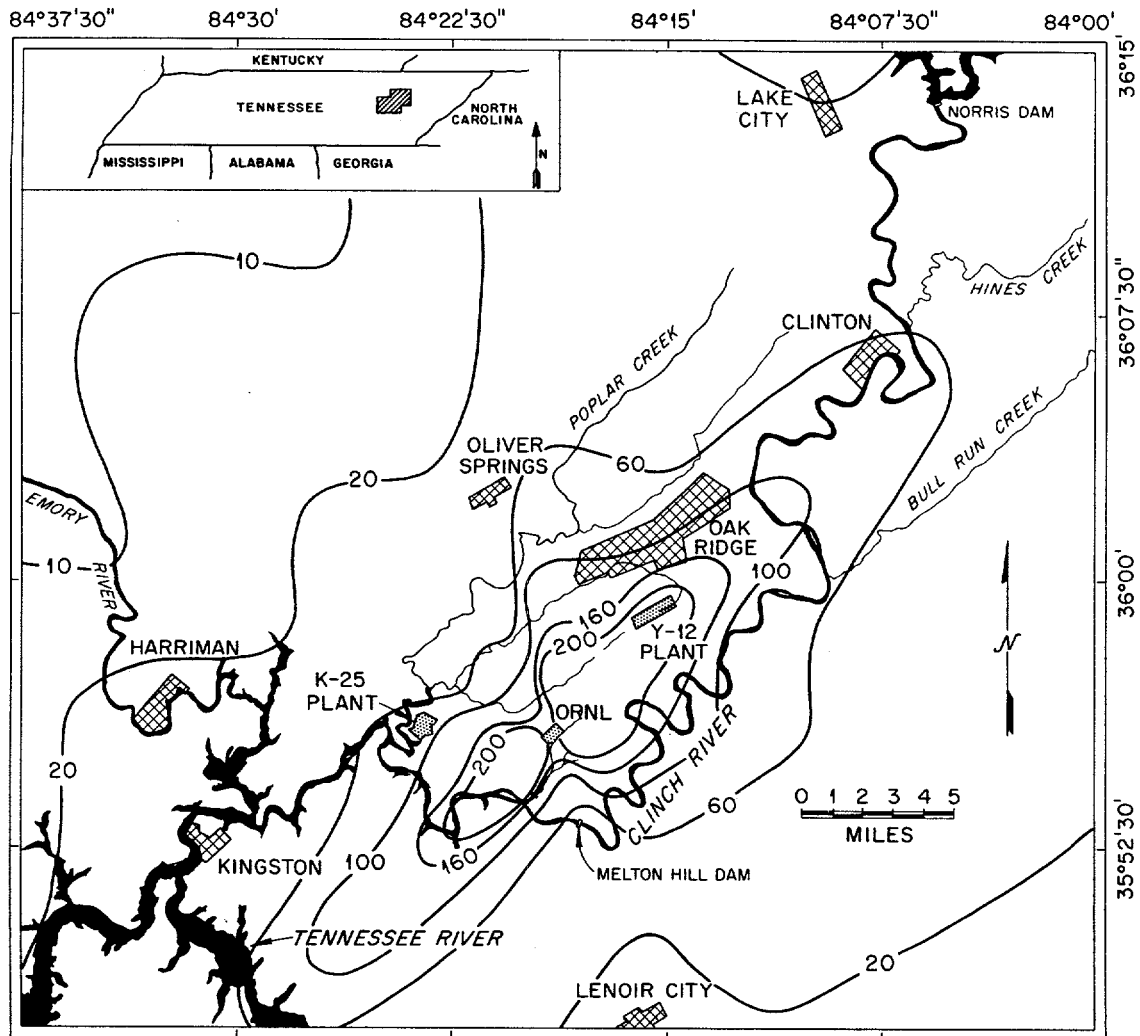 84°37'30"
84°30'
84°22'30"
84°15'
84°07'30"
84°00'
36°15'
36°07'30"
36°00'
35°52'30"
KENTUCKY
TENNESSEE
NORTH
CAROLINA
MISSISSIPPI
ALABAMA
GEORGIA
N
LAKE
CITY
NORRIS DAM
10
HINES CREEK
CLINTON
POPLAR CREEK
BULL RUN CREEK
OLIVER
SPRINGS
60
20
EMORY
RIVER
OAK
RIDGE
100
10
160
200
Y-12
PLANT
N
HARRIMAN
K-25
PLANT
ORNL
200
20
CLINCH RIVER
60
0 1 2 3 4 5
MILES
KINGSTON
100
160
MELTON HILL DAM
TENNESSEE RIVER
20
LENOIR CITY